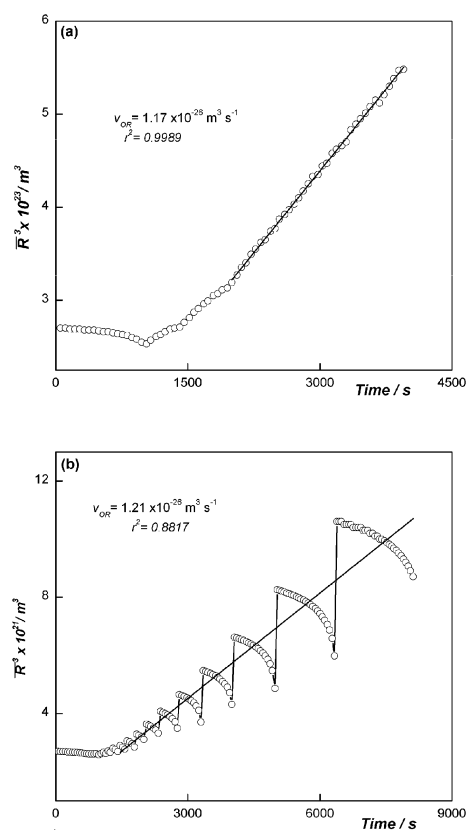 (a)
6
5
4
3
v_OR = 1.17 x10^-26 m^3 s^-1
r^2 = 0.9989
R̅^3 x 10^23 / m^3
0
1500
3000
4500
Time / s
(b)
12
8
4
v_OR = 1.21 x10^-26 m^3 s^-1
r^2 = 0.8817
R̅^3 x 10^21 / m^3
0
3000
6000
9000
Time / s